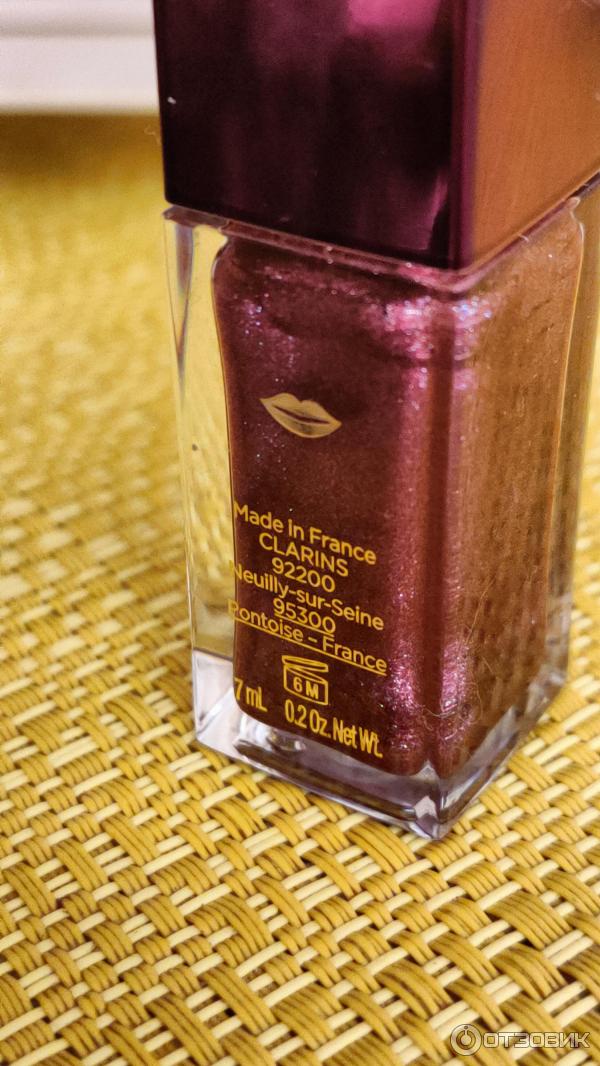 Made in France
CLARINS
92200
Neuilly-sur-Seine
95300
Pontoise - France
6 M
7 mL 0.2 Oz. Net Wt.
ОТЗОВИК